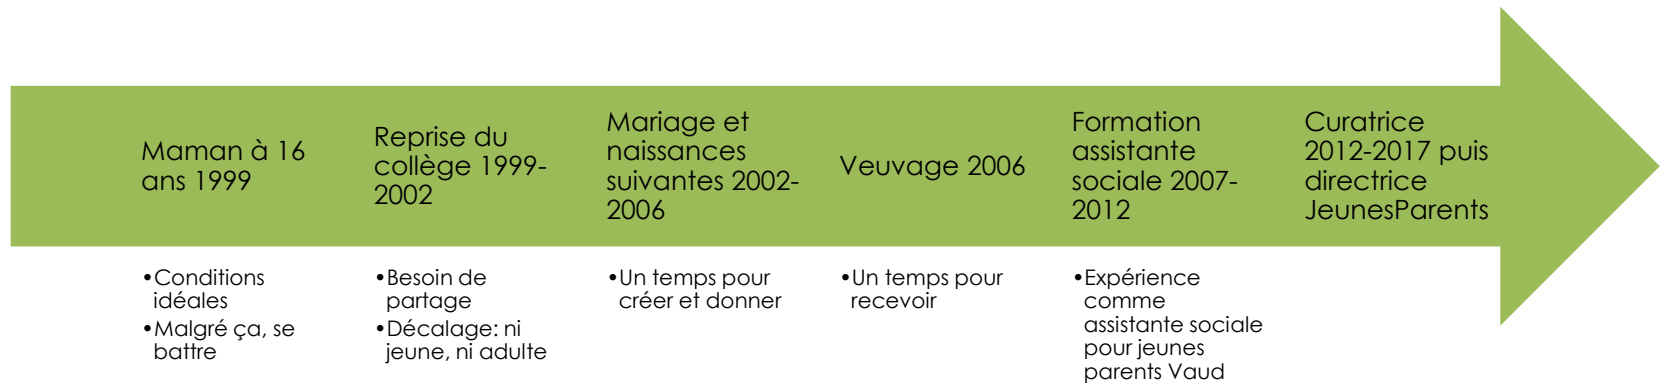 Maman à 16
ans 1999
Reprise du
collège 1999-
2002
Mariage et
naissances
suivantes 2002-
2006
Veuvage 2006
Formation
assistante
sociale 2007-
2012
Curatrice
2012-2017 puis
directrice
JeunesParents
•Conditions
idéales
•Malgré ça, se
battre
•Besoin de
partage
•Décalage: ni
jeune, ni adulte
•Un temps pour
créer et donner
•Un temps pour
recevoir
•Expérience
comme
assistante sociale
pour jeunes
parents Vaud